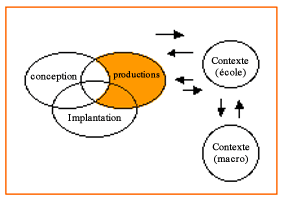 conception
productions
Implantation
Contexte
(école)
Contexte
(macro)